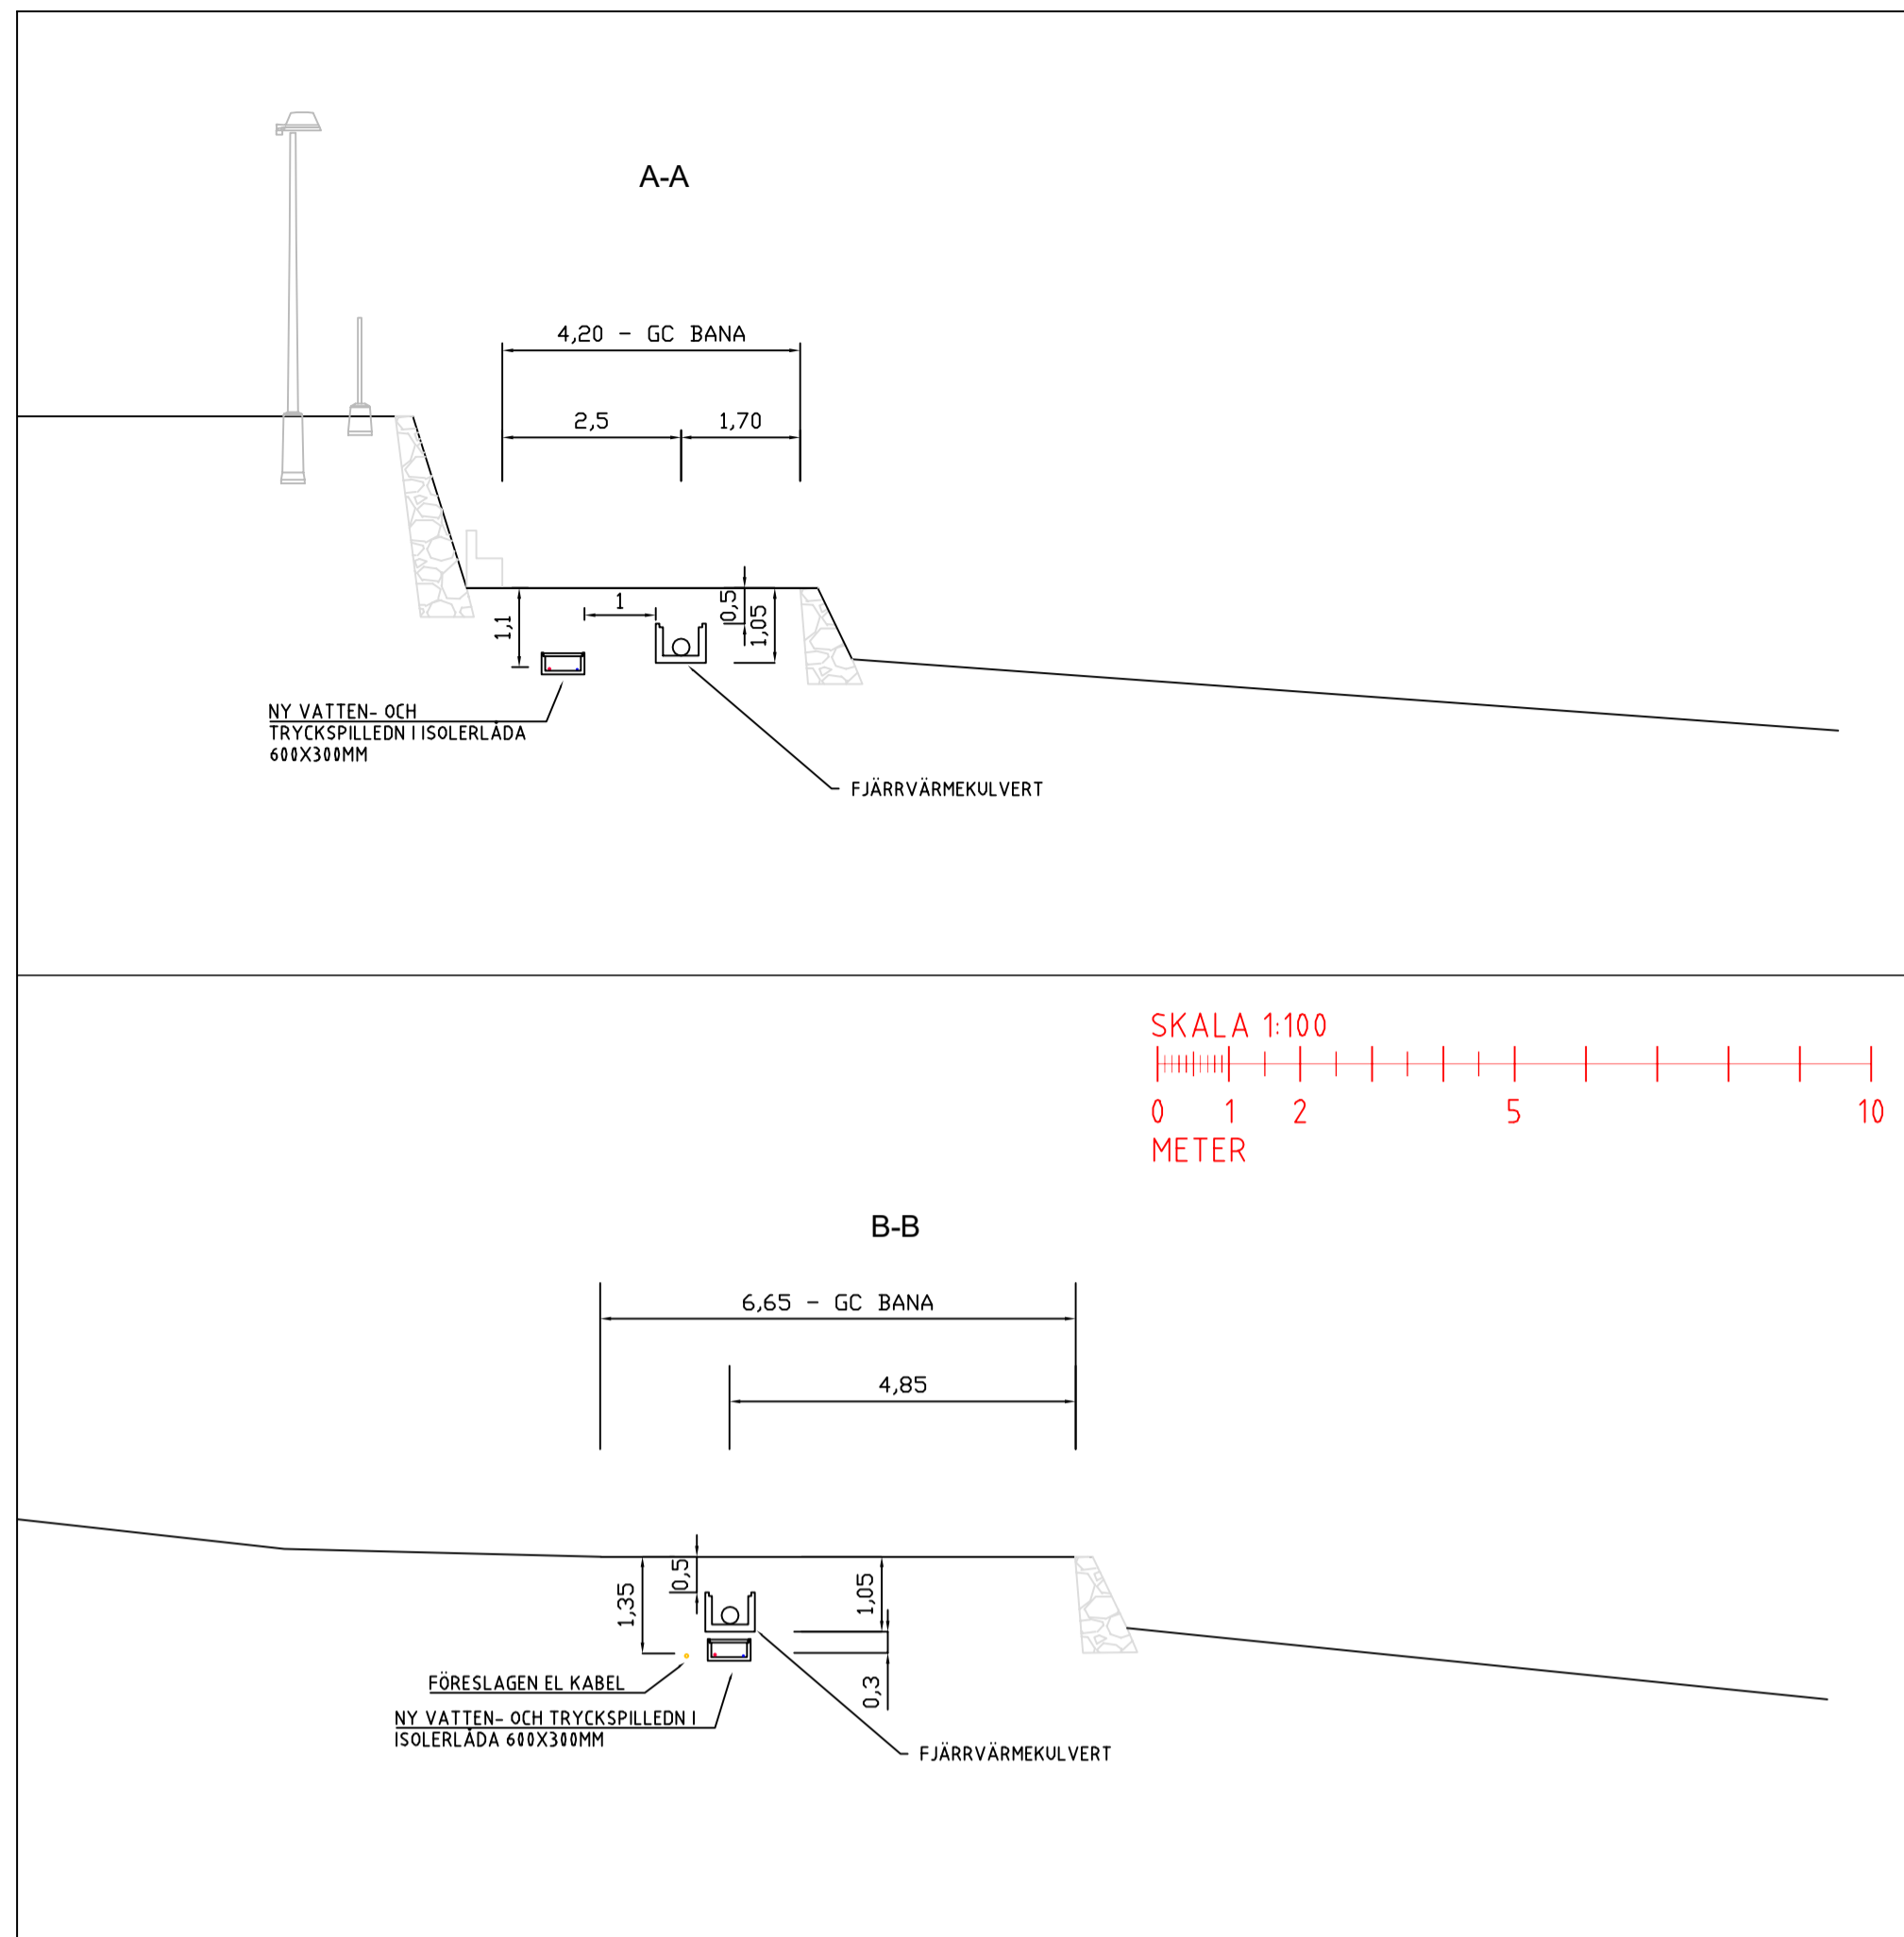 A-A
4,20 - GC BANA
2,5
1,70
1
0,5
1,05
1,1
NY VATTEN- OCH
TRYCKSPILLEDN I ISOLERLÅDA
600X300MM
FJÄRRVÄRMEKULVERT
SKALA 1:100
0 1 2 5 10
METER
B-B
6,65 - GC BANA
4,85
0,5
1,35
1,05
0,3
FÖRESLAGEN EL KABEL
NY VATTEN- OCH TRYCKSPILLEDN I
ISOLERLÅDA 600X300MM
FJÄRRVÄRMEKULVERT